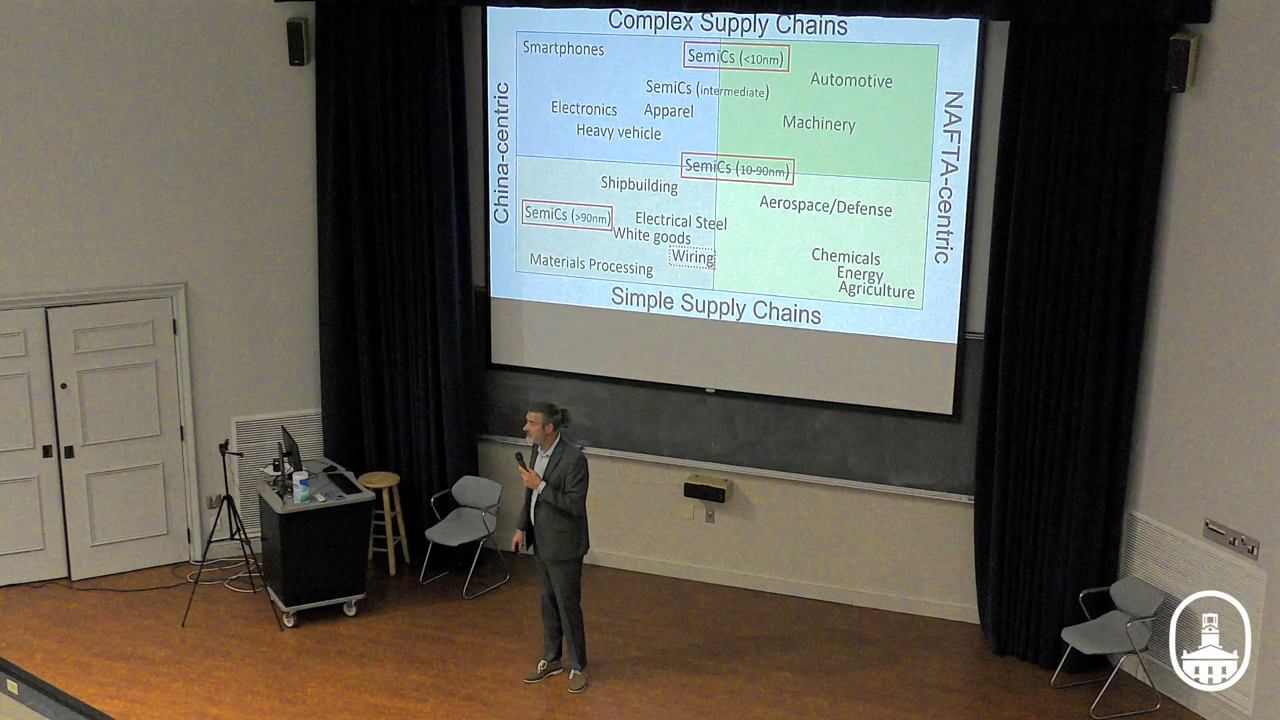 Complex Supply Chains
Smartphones
SemiCs (<10nm)
Automotive
SemiCs (intermediate)
Electronics
Apparel
Machinery
Heavy vehicle
China-centric
NAFTA-centric
SemiCs (10-90nm)
Shipbuilding
Aerospace/Defense
SemiCs (>90nm)
Electrical Steel
White goods
Wiring
Chemicals
Materials Processing
Energy
Agriculture
Simple Supply Chains